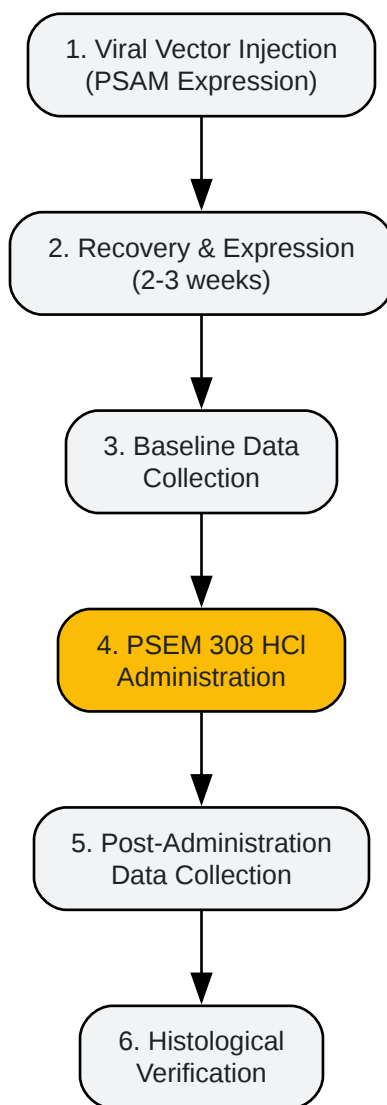 1. Viral Vector Injection
(PSAM Expression)
2. Recovery & Expression
(2-3 weeks)
3. Baseline Data
Collection
4. PSEM 308 HCl
Administration
5. Post-Administration
Data Collection
6. Histological
Verification